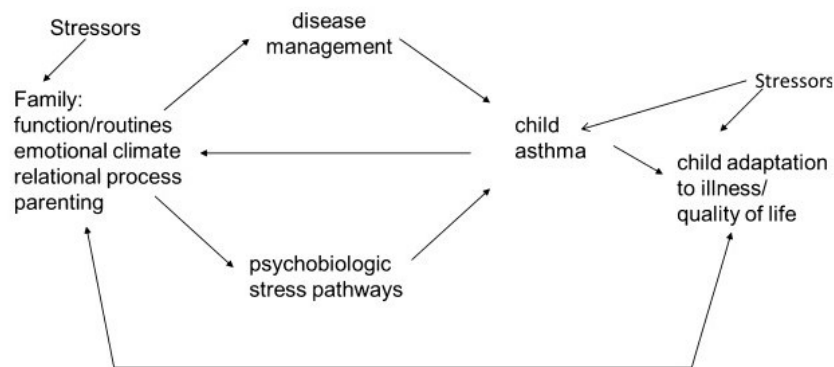 Stressors
disease
management
Stressors
Family:
function/routines
emotional climate
relational process
parenting
child
asthma
child adaptation
to illness/
quality of life
psychobiologic
stress pathways